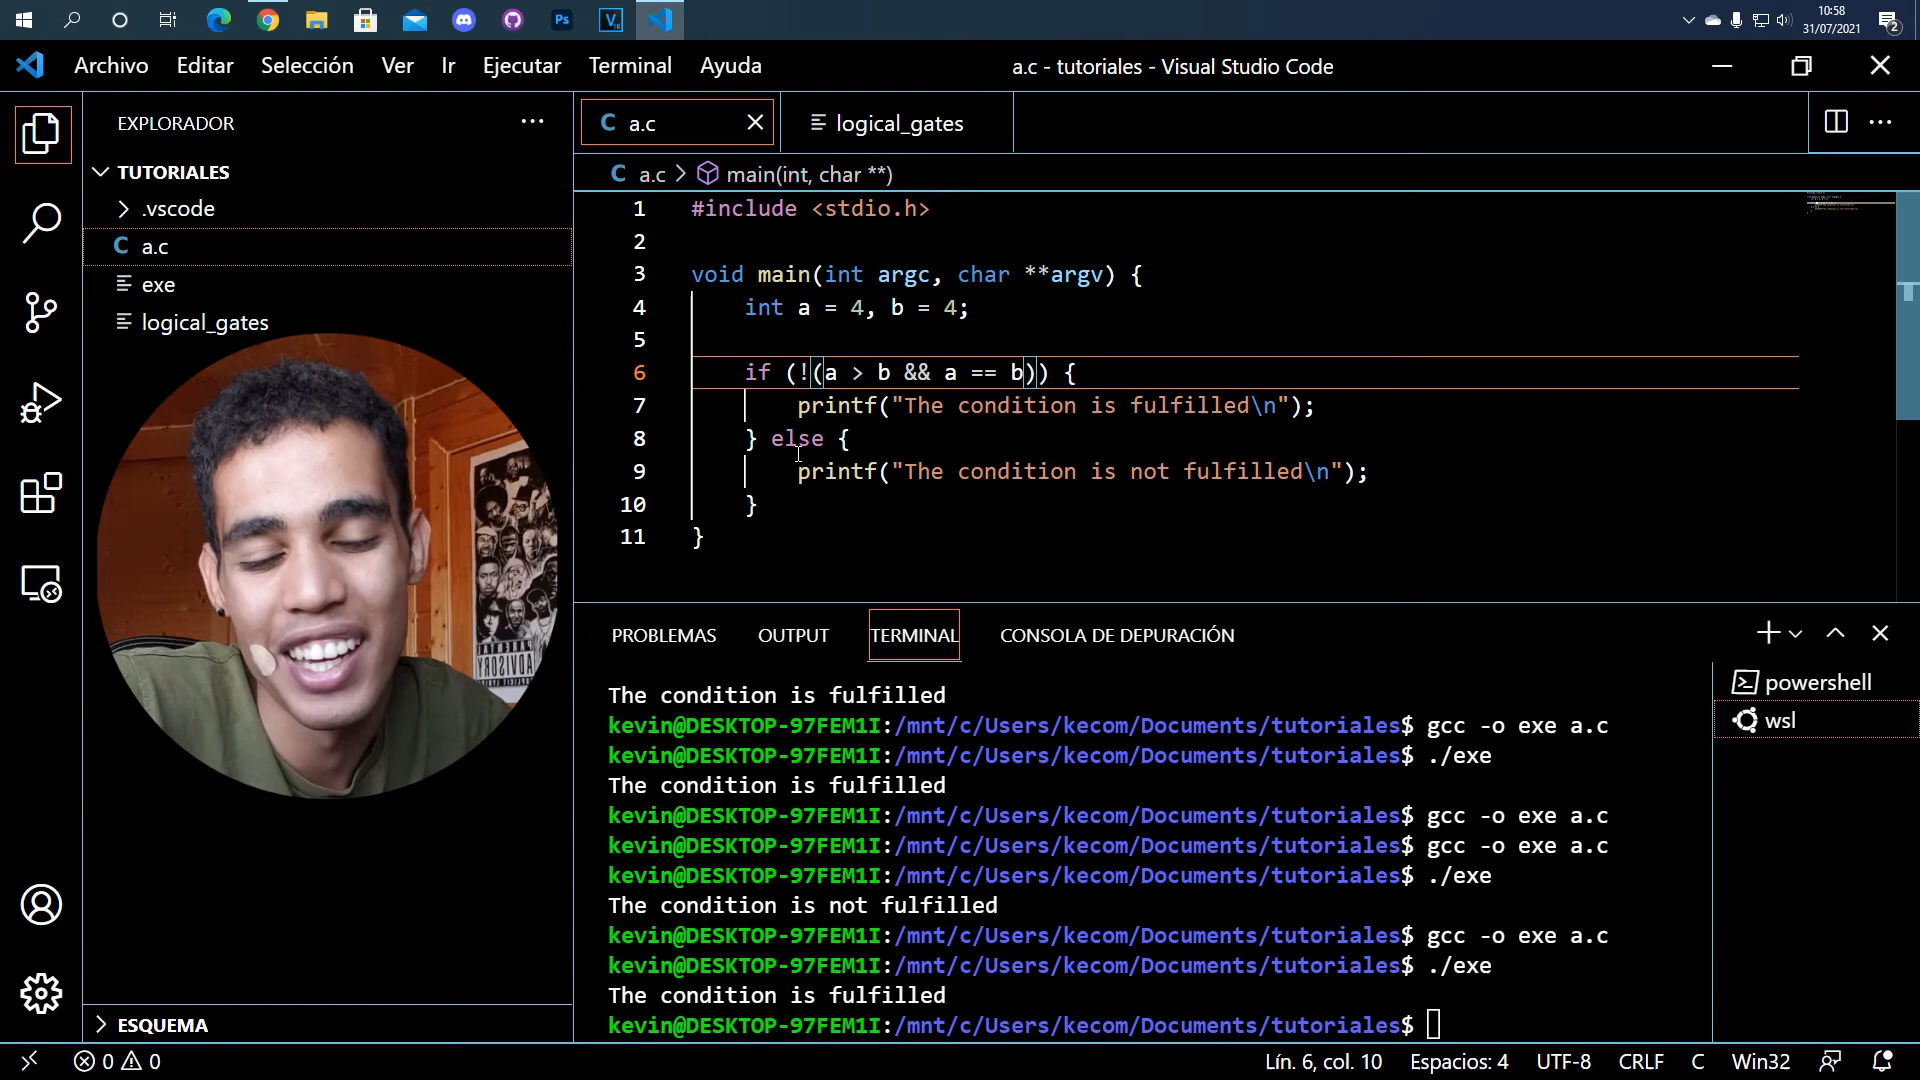 10:58
31/07/2021
2
Ps
Archivo Editar Selección Ver Ir Ejecutar Terminal Ayuda
a.c - tutoriales - Visual Studio Code
EXPLORADOR
TUTORIALES
.vscode
C a.c
exe
logical_gates
ESQUEMA
C a.c
logical_gates
C a.c > main(int, char **)
1 #include <stdio.h>
2
3 void main(int argc, char **argv) {
4 int a = 4, b = 4;
5
6 if (!(a > b && a == b)) {
7 printf("The condition is fulfilled\n");
8 } else {
9 printf("The condition is not fulfilled\n");
10 }
11 }
PROBLEMAS OUTPUT TERMINAL CONSOLA DE DEPURACIÓN
The condition is fulfilled
kevin@DESKTOP-97FEM1I:/mnt/c/Users/kecom/Documents/tutoriales$ gcc -o exe a.c
kevin@DESKTOP-97FEM1I:/mnt/c/Users/kecom/Documents/tutoriales$ ./exe
The condition is fulfilled
kevin@DESKTOP-97FEM1I:/mnt/c/Users/kecom/Documents/tutoriales$ gcc -o exe a.c
kevin@DESKTOP-97FEM1I:/mnt/c/Users/kecom/Documents/tutoriales$ gcc -o exe a.c
kevin@DESKTOP-97FEM1I:/mnt/c/Users/kecom/Documents/tutoriales$ ./exe
The condition is not fulfilled
kevin@DESKTOP-97FEM1I:/mnt/c/Users/kecom/Documents/tutoriales$ gcc -o exe a.c
kevin@DESKTOP-97FEM1I:/mnt/c/Users/kecom/Documents/tutoriales$ ./exe
The condition is fulfilled
kevin@DESKTOP-97FEM1I:/mnt/c/Users/kecom/Documents/tutoriales$
powershell
wsl
0 0
Lín. 6, col. 10 Espacios: 4 UTF-8 CRLF C Win32